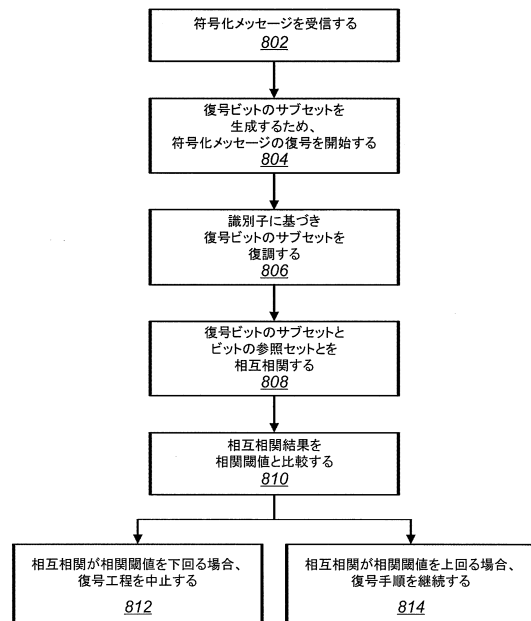 符号化メッセージを受信する
802
復号ビットのサブセットを
生成するため、
符号化メッセージの復号を開始する
804
識別子に基づき
復号ビットのサブセットを
復調する
806
復号ビットのサブセットと
ビットの参照セットとを
相互相関する
808
相互相関結果を
相関閾値と比較する
810
相互相関が相関閾値を下回る場合、
復号工程を中止する
812
相互相関が相関閾値を上回る場合、
復号手順を継続する
814